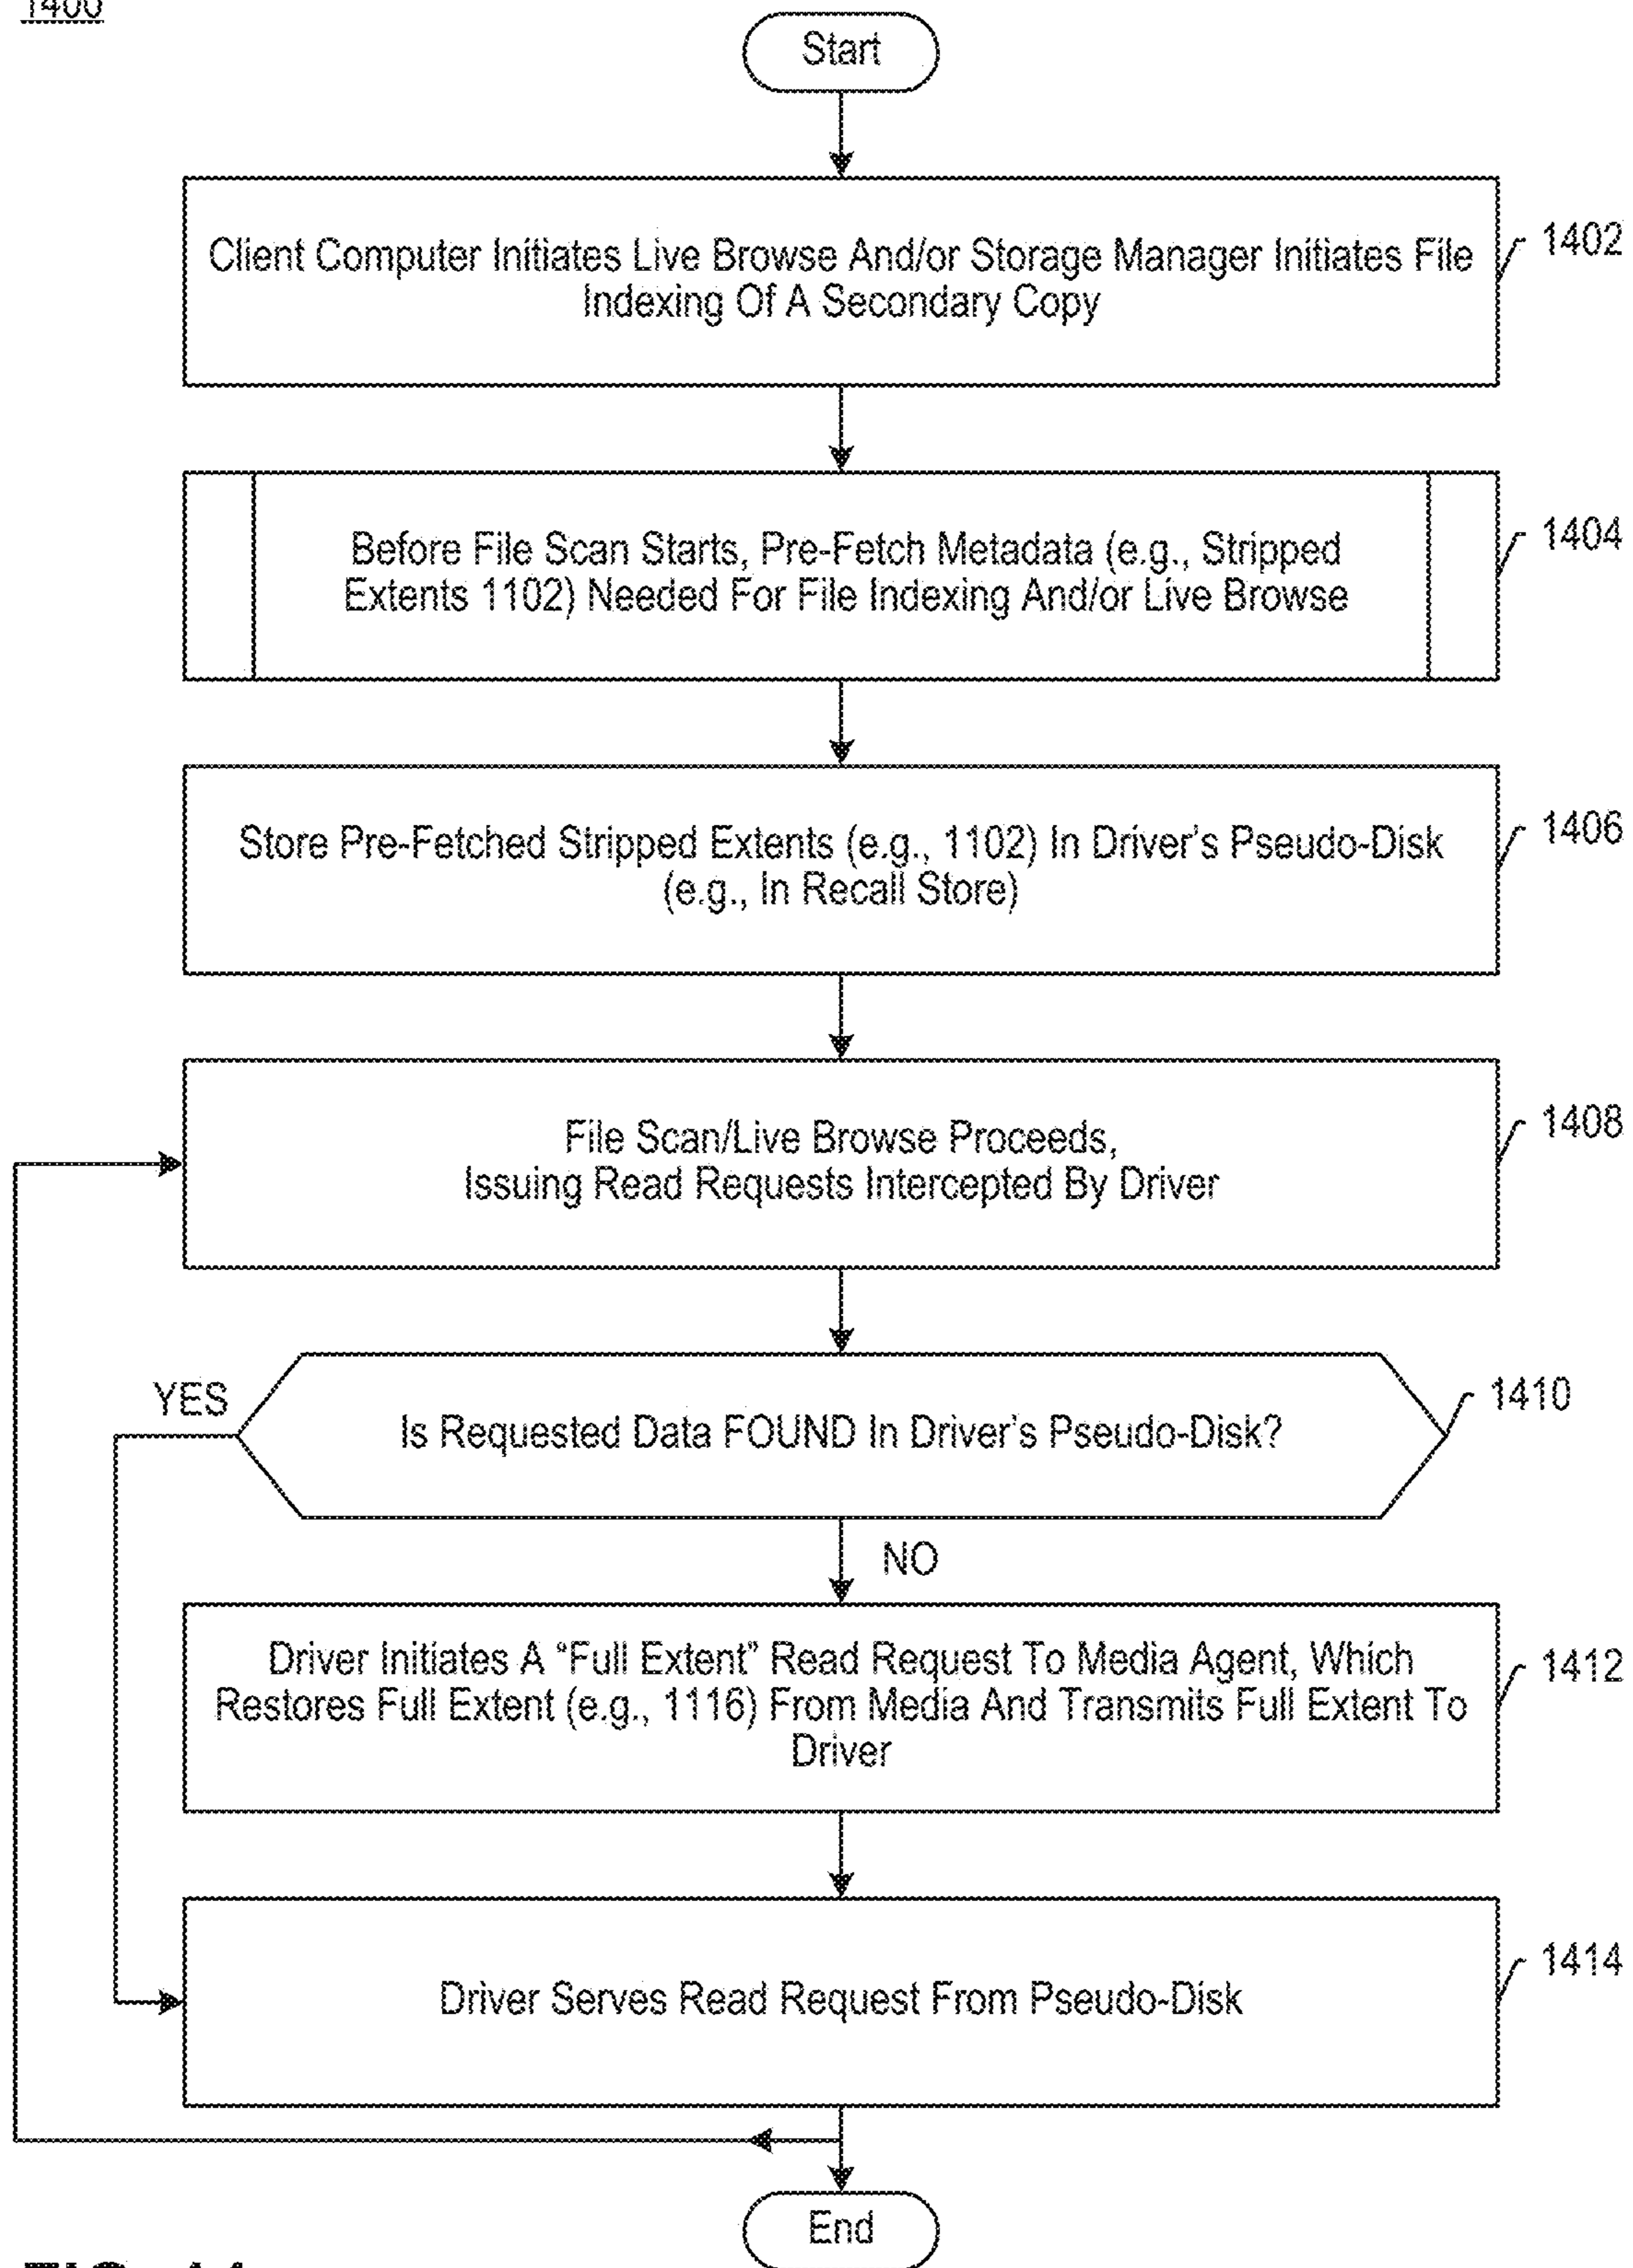 1400
Start
Client Computer Initiates Live Browse And/or Storage Manager Initiates File
Indexing Of A Secondary Copy
1402
Before File Scan Starts, Pre-Fetch Metadata (e.g., Stripped
Extents 1102) Needed For File Indexing And/or Live Browse
1404
Store Pre-Fetched Stripped Extents (e.g., 1102) In Driver's Pseudo-Disk
(e.g., In Recall Store)
1406
File Scan/Live Browse Proceeds,
Issuing Read Requests Intercepted By Driver
1408
YES
Is Requested Data FOUND In Driver's Pseudo-Disk?
1410
NO
Driver Initiates A “Full Extent” Read Request To Media Agent, Which
Restores Full Extent (e.g., 1116) From Media And Transmits Full Extent To
Driver
1412
Driver Serves Read Request From Pseudo-Disk
1414
End